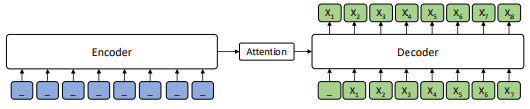 X₁ X₂ X₃ X₄ X₅ X₆ X₇ X₈
Encoder Attention Decoder
_ _ _ _ _ _ _ _ _ X₁ X₂ X₃ X₄ X₅ X₆ X₇